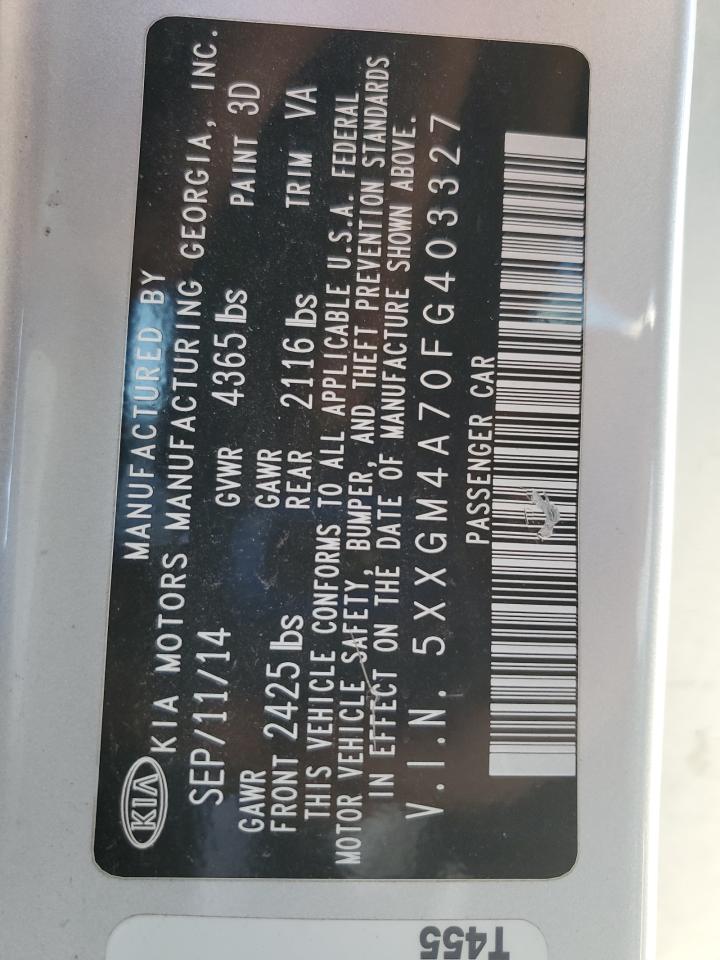 MANUFACTURED BY
KIA KIA MOTORS MANUFACTURING GEORGIA, INC.
SEP/11/14 GVWR 4365 lbs PAINT 3D
GAWR GAWR
FRONT 2425 lbs REAR 2116 lbs TRIM VA
THIS VEHICLE CONFORMS TO ALL APPLICABLE U.S.A. FEDERAL
MOTOR VEHICLE SAFETY, BUMPER, AND THEFT PREVENTION STANDARDS
IN EFFECT ON THE DATE OF MANUFACTURE SHOWN ABOVE.
V.I.N. 5XXGM4A70FG403327
PASSENGER CAR
T455